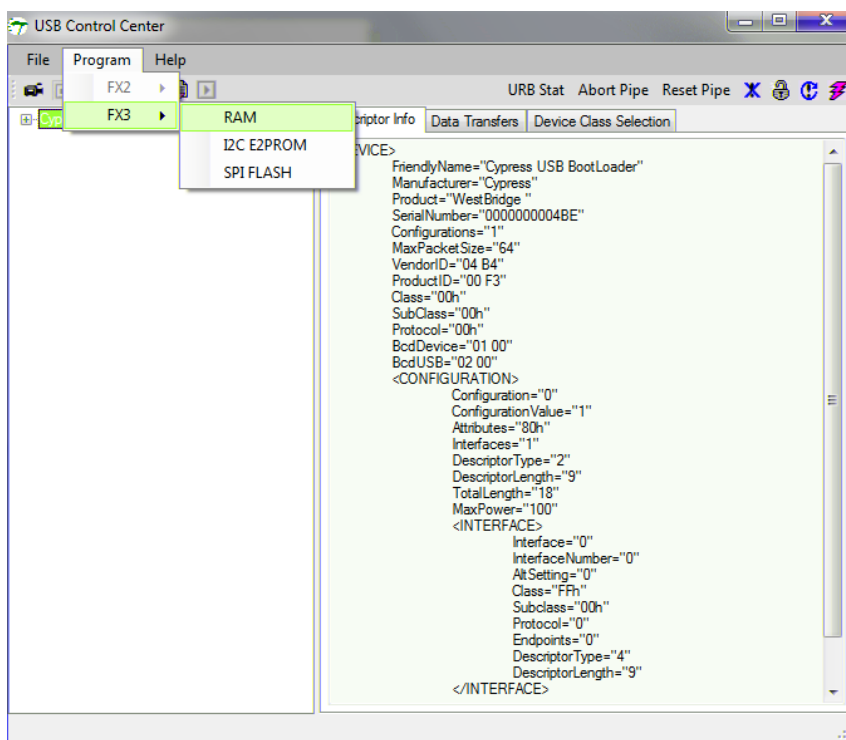 USB Control Center
File Program Help
URB Stat Abort Pipe Reset Pipe
FX2
FX3
RAM
I2C E2PROM
SPI FLASH
Cyp
criptor Info Data Transfers Device Class Selection
VICE>
FriendlyName="Cypress USB BootLoader"
Manufacturer="Cypress"
Product="WestBridge "
SerialNumber="0000000004BE"
Configurations="1"
MaxPacketSize="64"
VendorID="04 B4"
ProductID="00 F3"
Class="00h"
SubClass="00h"
Protocol="00h"
BcdDevice="01 00"
BcdUSB="02 00"
<CONFIGURATION>
Configuration="0"
ConfigurationValue="1"
Attributes="80h"
Interfaces="1"
DescriptorType="2"
DescriptorLength="9"
TotalLength="18"
MaxPower="100"
<INTERFACE>
Interface="0"
InterfaceNumber="0"
AltSetting="0"
Class="FFh"
Subclass="00h"
Protocol="0"
Endpoints="0"
DescriptorType="4"
DescriptorLength="9"
</INTERFACE>